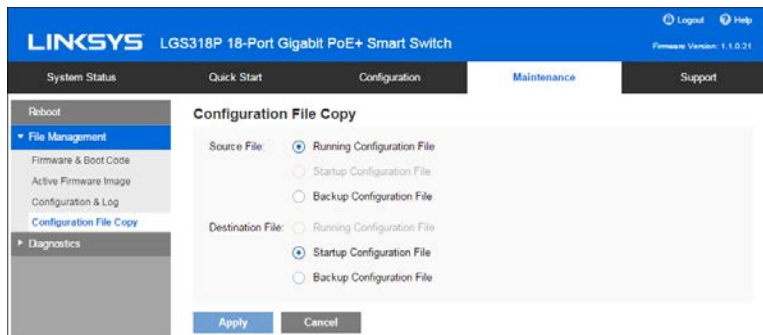 Logout Help
LINKSYS LGS318P 18-Port Gigabit PoE+ Smart Switch
Firmware Version: 1.1.0.21
System Status Quick Start Configuration Maintenance Support
Reboot
File Management
Firmware & Boot Code
Active Firmware Image
Configuration & Log
Configuration File Copy
Diagnostics
Configuration File Copy
Source File: Running Configuration File
Startup Configuration File
Backup Configuration File
Destination File: Running Configuration File
Startup Configuration File
Backup Configuration File
Apply Cancel